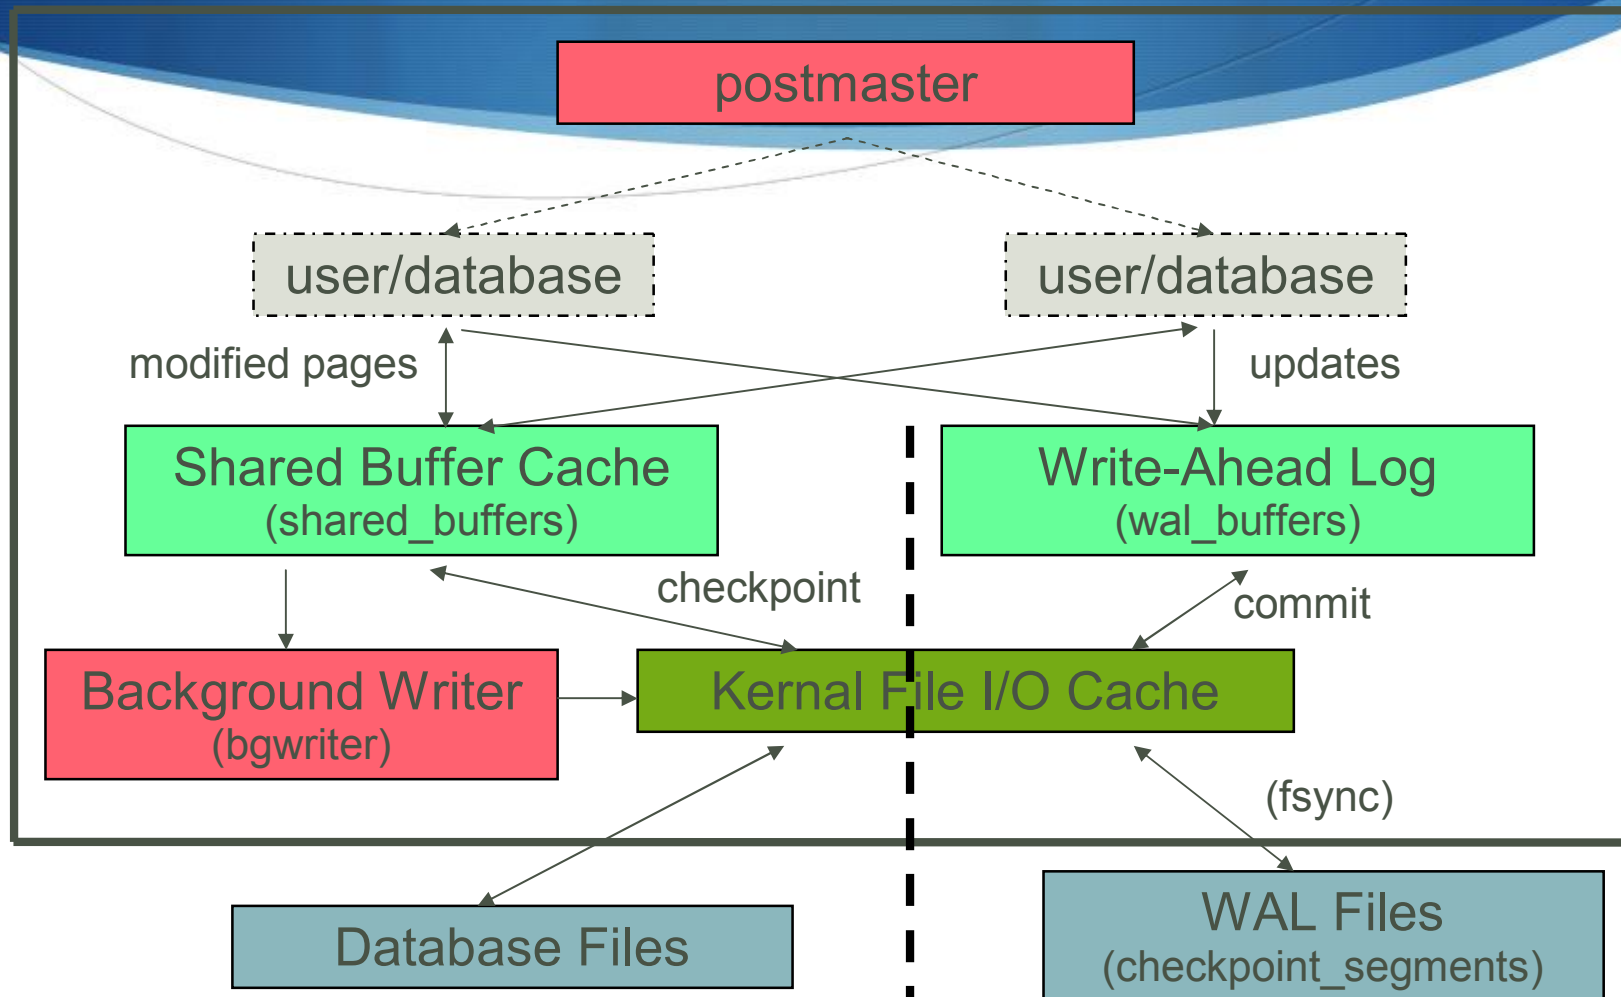 postmaster
user/database
user/database
modified pages
updates
Shared Buffer Cache
(shared_buffers)
Write-Ahead Log
(wal_buffers)
checkpoint
commit
Background Writer
(bgwriter)
Kernal File I/O Cache
(fsync)
Database Files
WAL Files
(checkpoint_segments)